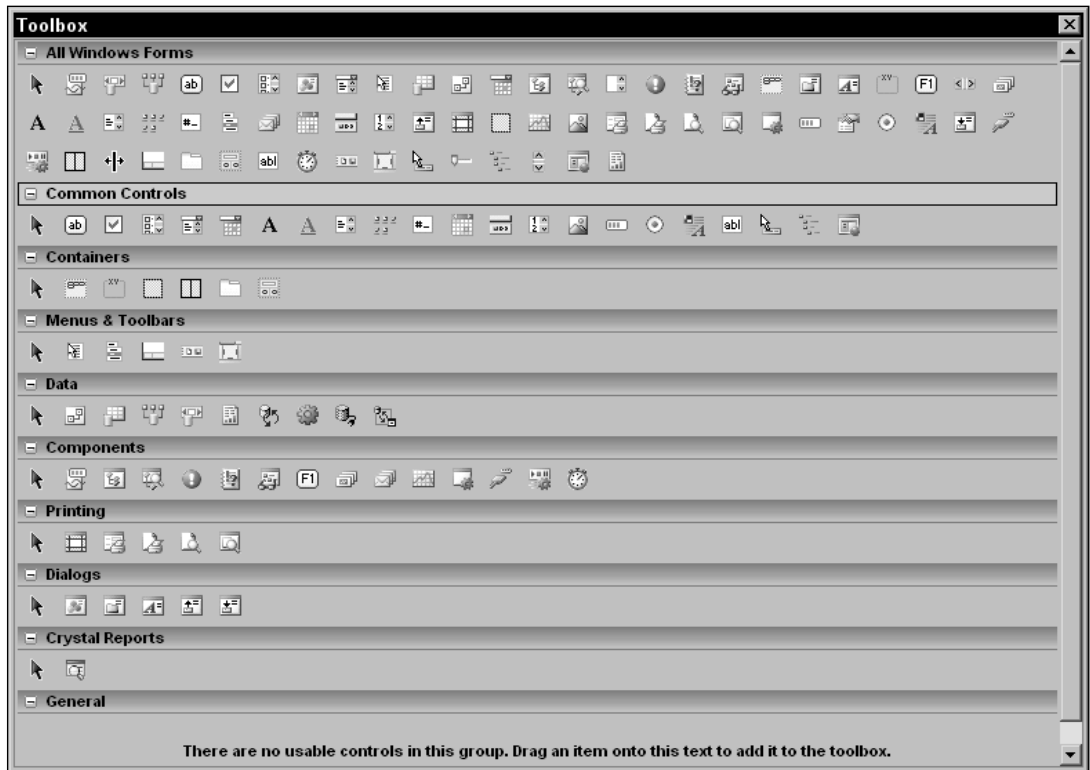 Toolbox
All Windows Forms
Common Controls
Containers
Menus & Toolbars
Data
Components
Printing
Dialogs
Crystal Reports
General
There are no usable controls in this group. Drag an item onto this text to add it to the toolbox.